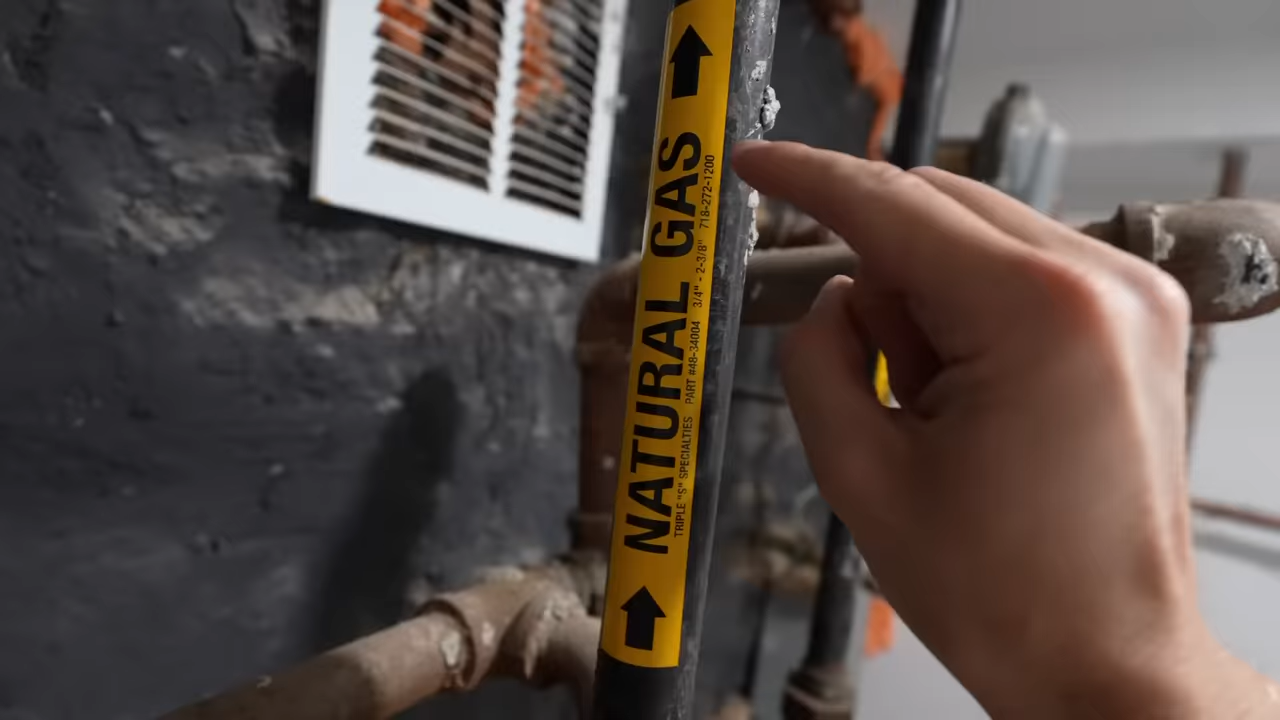 NATURAL GAS
TRIPLE "S" SPECIALTIES PART #48-34004 3/4" - 2-3/8" 718-272-1200